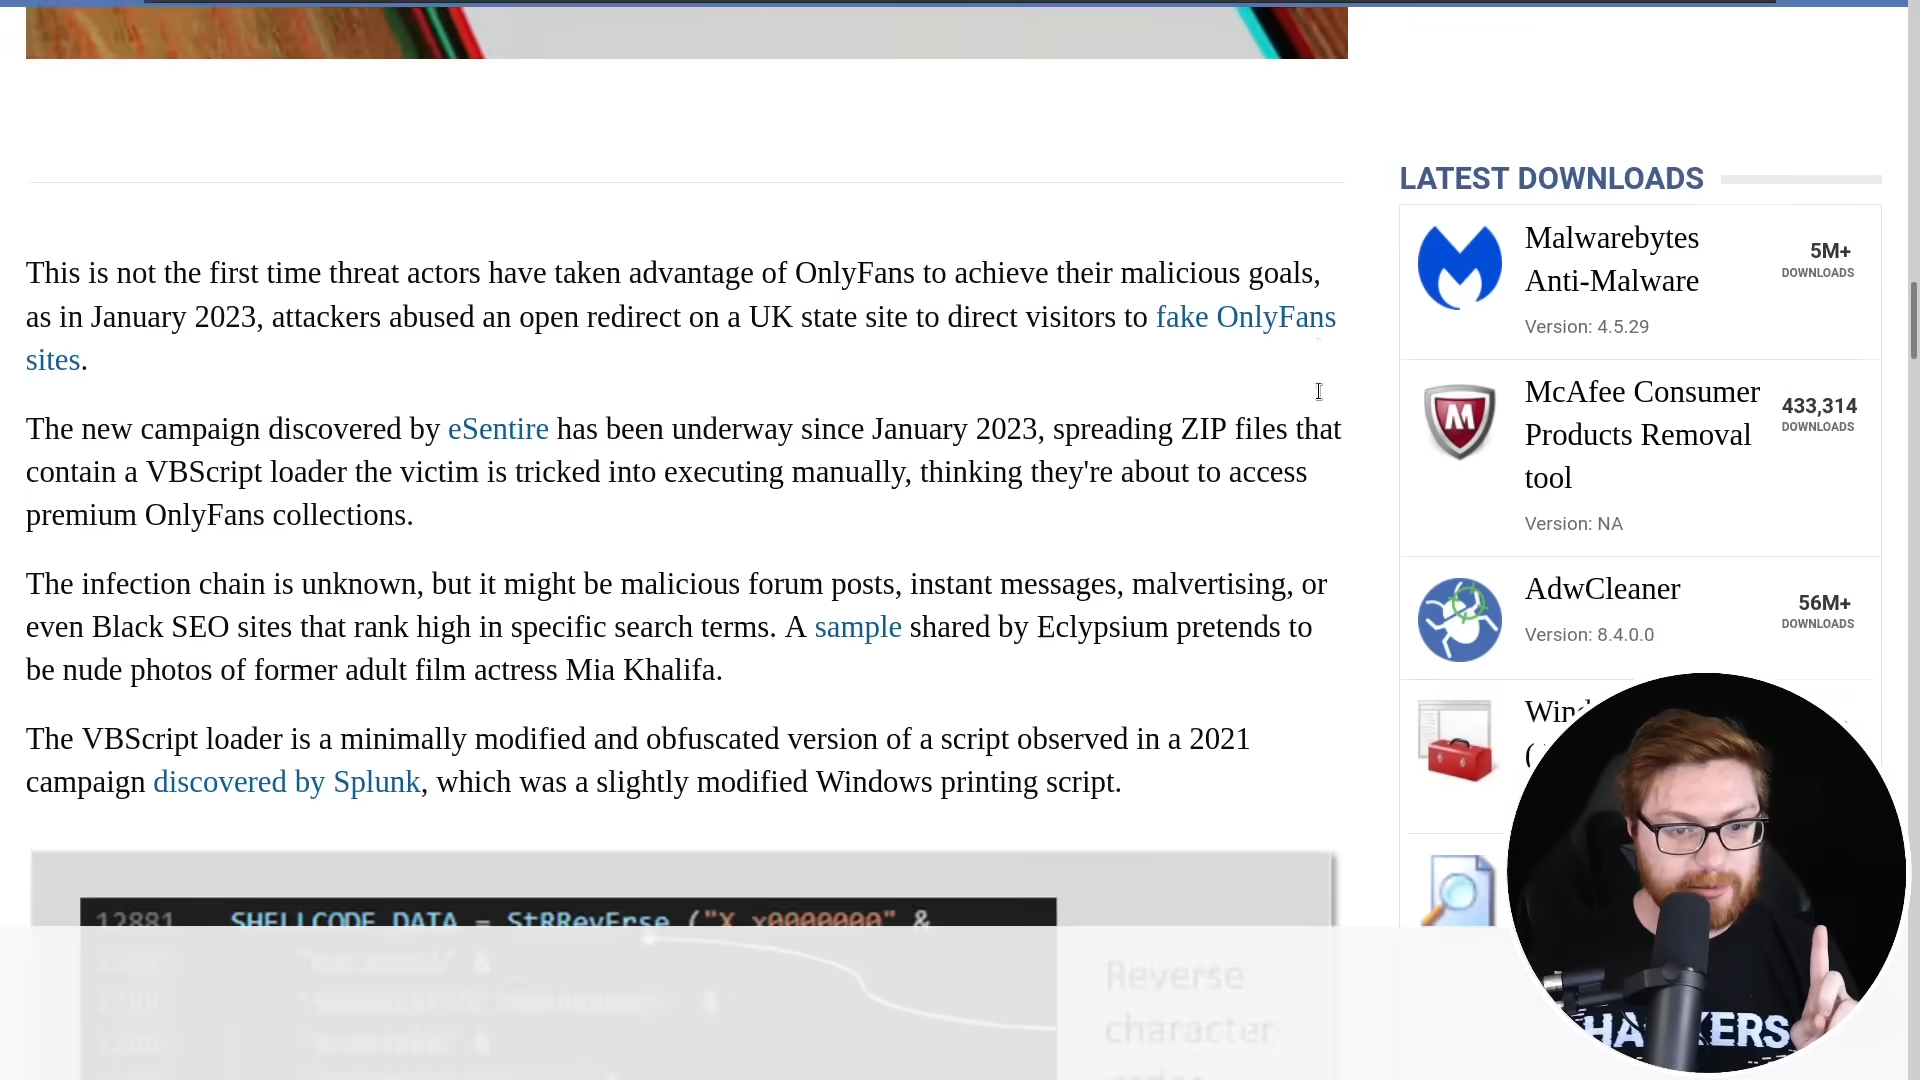 This is not the first time threat actors have taken advantage of OnlyFans to achieve their malicious goals,
as in January 2023, attackers abused an open redirect on a UK state site to direct visitors to fake OnlyFans
sites.
The new campaign discovered by eSentire has been underway since January 2023, spreading ZIP files that
contain a VBScript loader the victim is tricked into executing manually, thinking they're about to access
premium OnlyFans collections.
The infection chain is unknown, but it might be malicious forum posts, instant messages, malvertising, or
even Black SEO sites that rank high in specific search terms. A sample shared by Eclypsium pretends to
be nude photos of former adult film actress Mia Khalifa.
The VBScript loader is a minimally modified and obfuscated version of a script observed in a 2021
campaign discovered by Splunk, which was a slightly modified Windows printing script.
12881 SHELLCODE_DATA = StRRevErse ("X_x0000000" &
Reverse
character
LATEST DOWNLOADS
Malwarebytes
Anti-Malware
Version: 4.5.29
5M+
DOWNLOADS
McAfee Consumer
Products Removal
tool
Version: NA
433,314
DOWNLOADS
AdwCleaner
Version: 8.4.0.0
56M+
DOWNLOADS